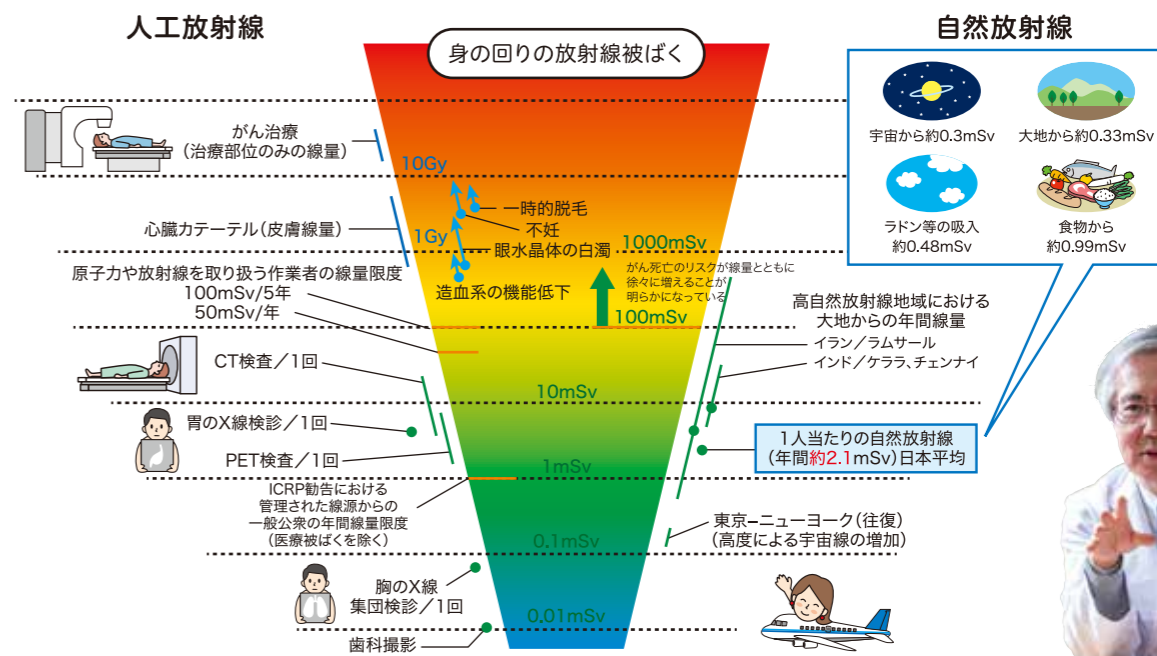 人工放射線
身の回りの放射線被ばく
自然放射線
宇宙から約0.3mSv
大地から約0.33mSv
ラドン等の吸入
約0.48mSv
食物から
約0.99mSv
がん治療
(治療部位のみの線量)
10Gy
一時的脱毛
不妊
心臓カテーテル(皮膚線量)
1Gy
眼水晶体の白濁
1000mSv
原子力や放射線を取り扱う作業者の線量限度
100mSv/5年
50mSv/年
造血系の機能低下
がん死亡のリスクが線量とともに
徐々に増えることが
明らかになっている
100mSv
高自然放射線地域における
大地からの年間線量
イラン/ラムサール
インド/ケララ、チェンナイ
CT検査/1回
10mSv
胃のX線検診/1回
PET検査/1回
1人当たりの自然放射線
(年間約2.1mSv)日本平均
1mSv
ICRP勧告における
管理された線源からの
一般公衆の年間線量限度
(医療被ばくを除く)
東京–ニューヨーク(往復)
(高度による宇宙線の増加)
0.1mSv
胸のX線
集団検診/1回
0.01mSv
歯科撮影